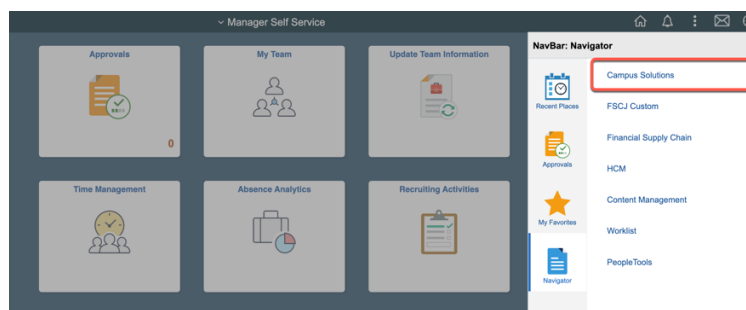 Manager Self Service
Approvals
0
My Team
Update Team Information
Time Management
Absence Analytics
Recruiting Activities
NavBar: Navigator
Recent Places
Approvals
My Favorites
Navigator
Campus Solutions
FSCJ Custom
Financial Supply Chain
HCM
Content Management
Worklist
PeopleTools